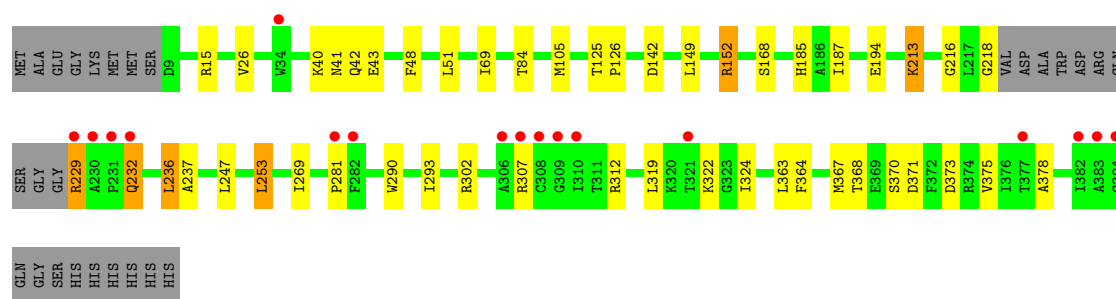 MET ALA GLU GLY LYS MET MET SER D9 R15 V26 W34 K40 N41 Q42 E43 F48 L51 I69 T84 M105 T125 P126 D142 L149 R152 S168 H185 A186 I187 E194 K213 G216 L217 G218 VAL ASP ALA TRP ASP ARG GLN
SER GLY GLY R229 A230 P231 Q232 L236 A237 L247 L253 I269 P281 F282 W290 I293 R302 A306 R307 C308 G309 I310 T311 R312 L319 K320 T321 K322 G323 I324 L363 F364 M367 T368 E369 S370 D371 F372 D373 R374 V375 I376 T377 A378 I382 A383
GLN GLY SER HIS HIS HIS HIS HIS HIS